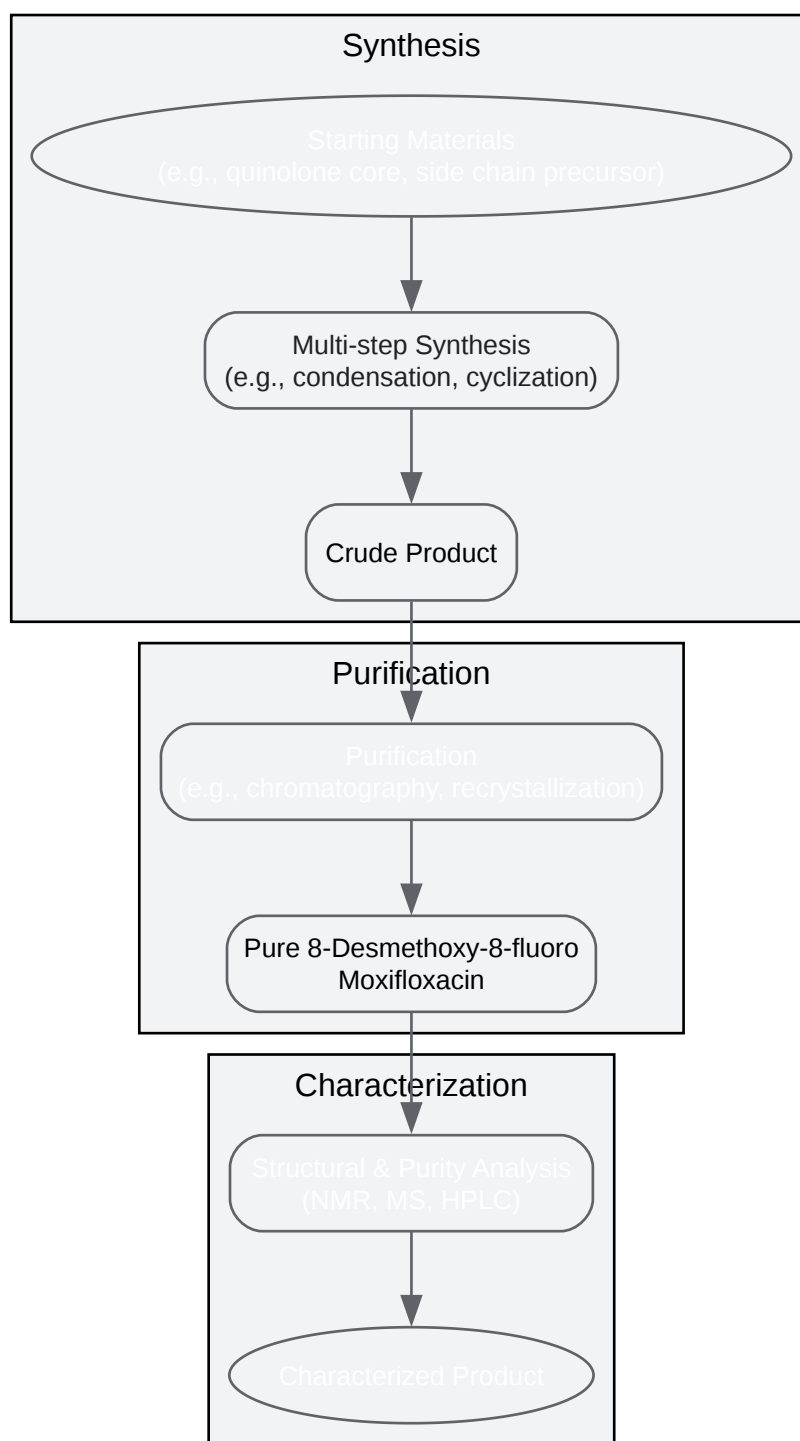 Synthesis
Starting Materials
(e.g., quinolone core, side chain precursor)
Multi-step Synthesis
(e.g., condensation, cyclization)
Crude Product
Purification
Purification
(e.g., chromatography, recrystallization)
Pure 8-Desmethoxy-8-fluoro
Moxifloxacin
Characterization
Structural & Purity Analysis
(NMR, MS, HPLC)
Characterized Product